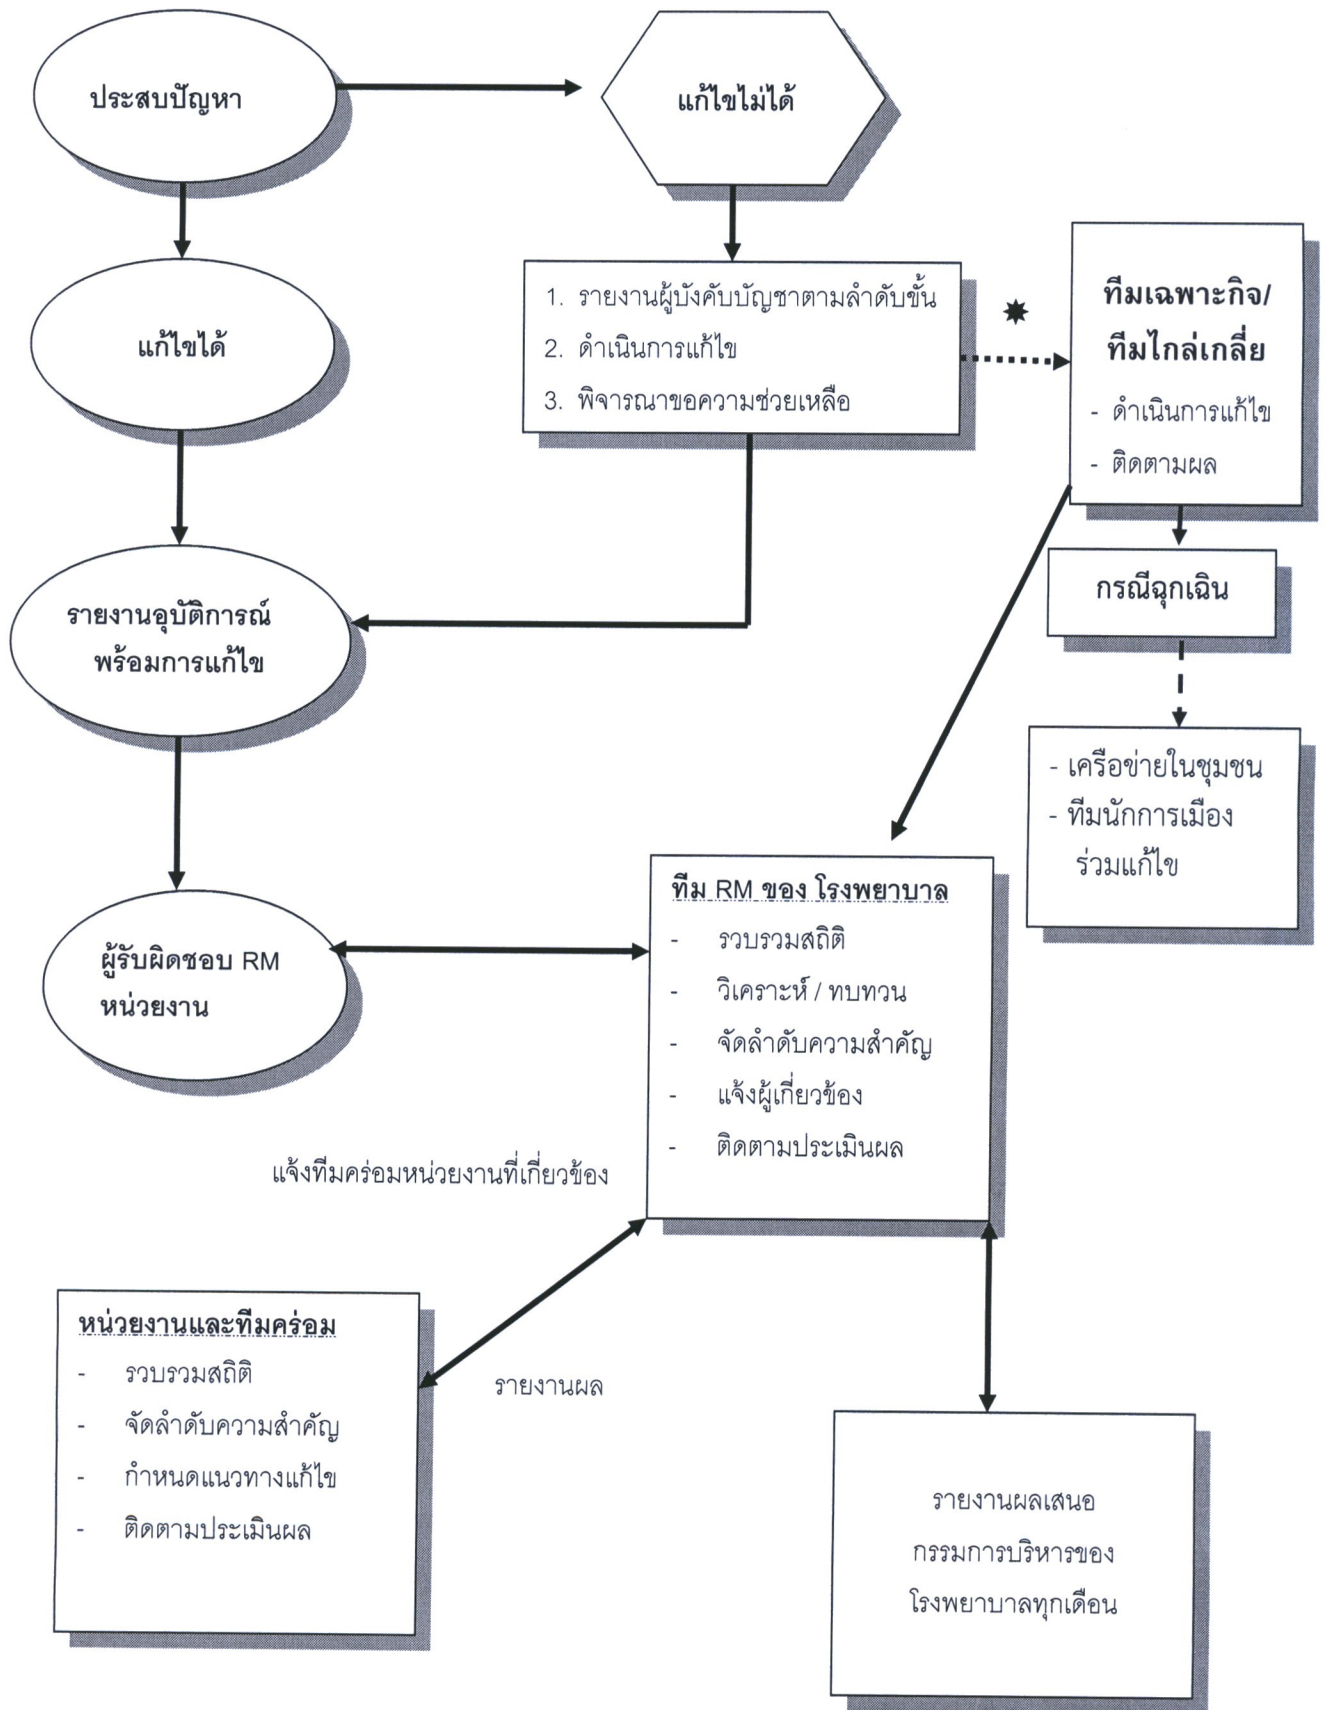 ประสบปัญหา
แก้ไขไม่ได้
แก้ไขได้
1. รายงานผู้บังคับบัญชาตามลำดับขั้น
2. ดำเนินการแก้ไข
3. พิจารณาขอความช่วยเหลือ
ทีมเฉพาะกิจ/
ทีมไกล่เกลี่ย
- ดำเนินการแก้ไข
- ติดตามผล
กรณีฉุกเฉิน
- เครือข่ายในชุมชน
- ทีมนักการเมือง
ร่วมแก้ไข
รายงานอุบัติการณ์
พร้อมการแก้ไข
ผู้รับผิดชอบ RM
หน่วยงาน
ทีม RM ของ โรงพยาบาล
- รวบรวมสถิติ
- วิเคราะห์ / ทบทวน
- จัดลำดับความสำคัญ
- แจ้งผู้เกี่ยวข้อง
- ติดตามประเมินผล
แจ้งทีมคร่อมหน่วยงานที่เกี่ยวข้อง
หน่วยงานและทีมคร่อม
- รวบรวมสถิติ
- จัดลำดับความสำคัญ
- กำหนดแนวทางแก้ไข
- ติดตามประเมินผล
รายงานผล
รายงานผลเสนอ
กรรมการบริหารของ
โรงพยาบาลทุกเดือน